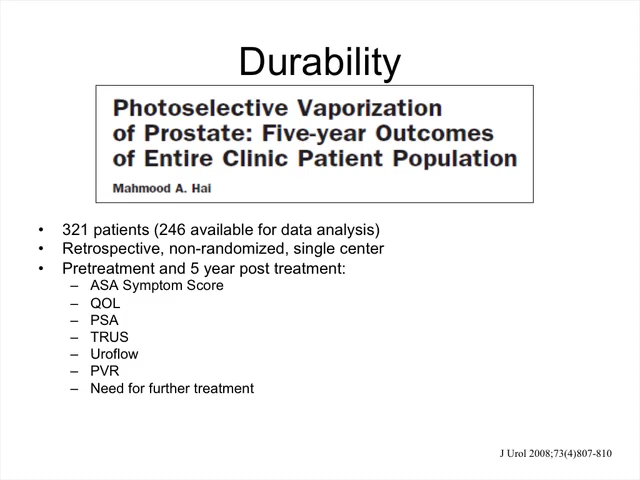 Durability
Photoselective Vaporization
of Prostate: Five-year Outcomes
of Entire Clinic Patient Population
Mahmood A. Hai
• 321 patients (246 available for data analysis)
• Retrospective, non-randomized, single center
• Pretreatment and 5 year post treatment:
– ASA Symptom Score
– QOL
– PSA
– TRUS
– Uroflow
– PVR
– Need for further treatment
J Urol 2008;73(4)807-810